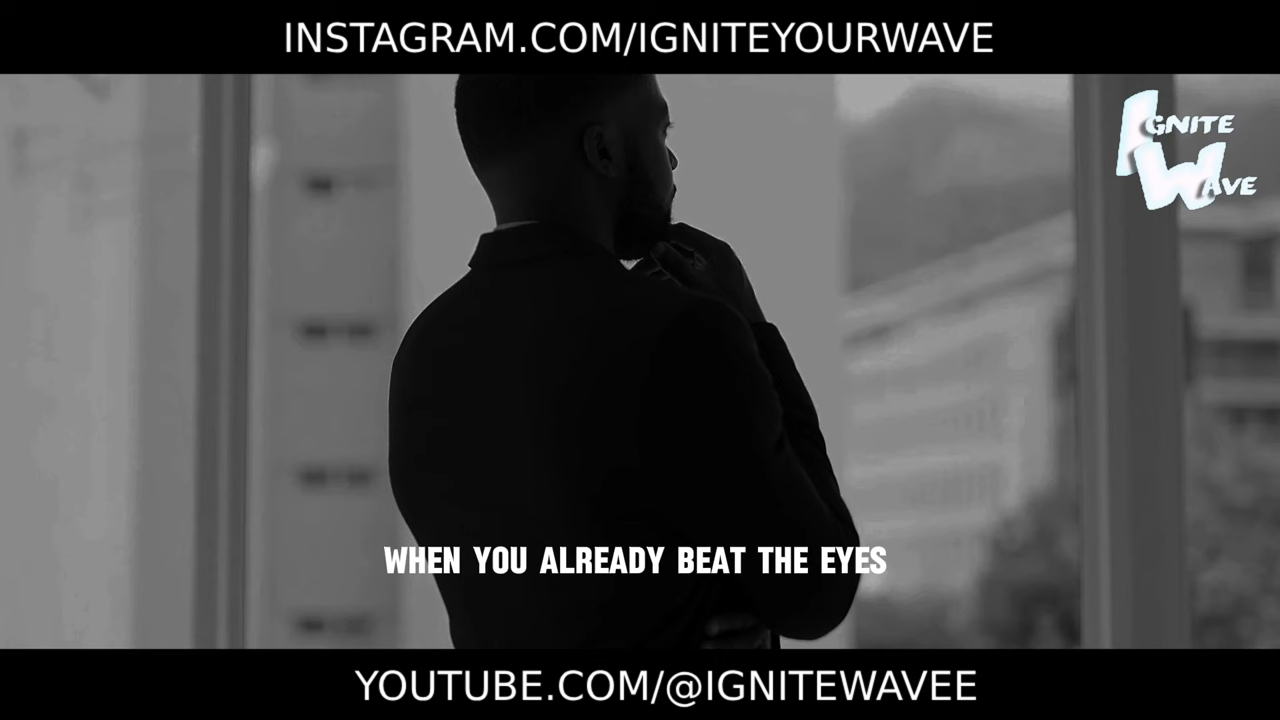 INSTAGRAM.COM/IGNITEYOURWAVE
IGNITE
WAVE
WHEN YOU ALREADY BEAT THE EYES
YOUTUBE.COM/@IGNITEWAVEE